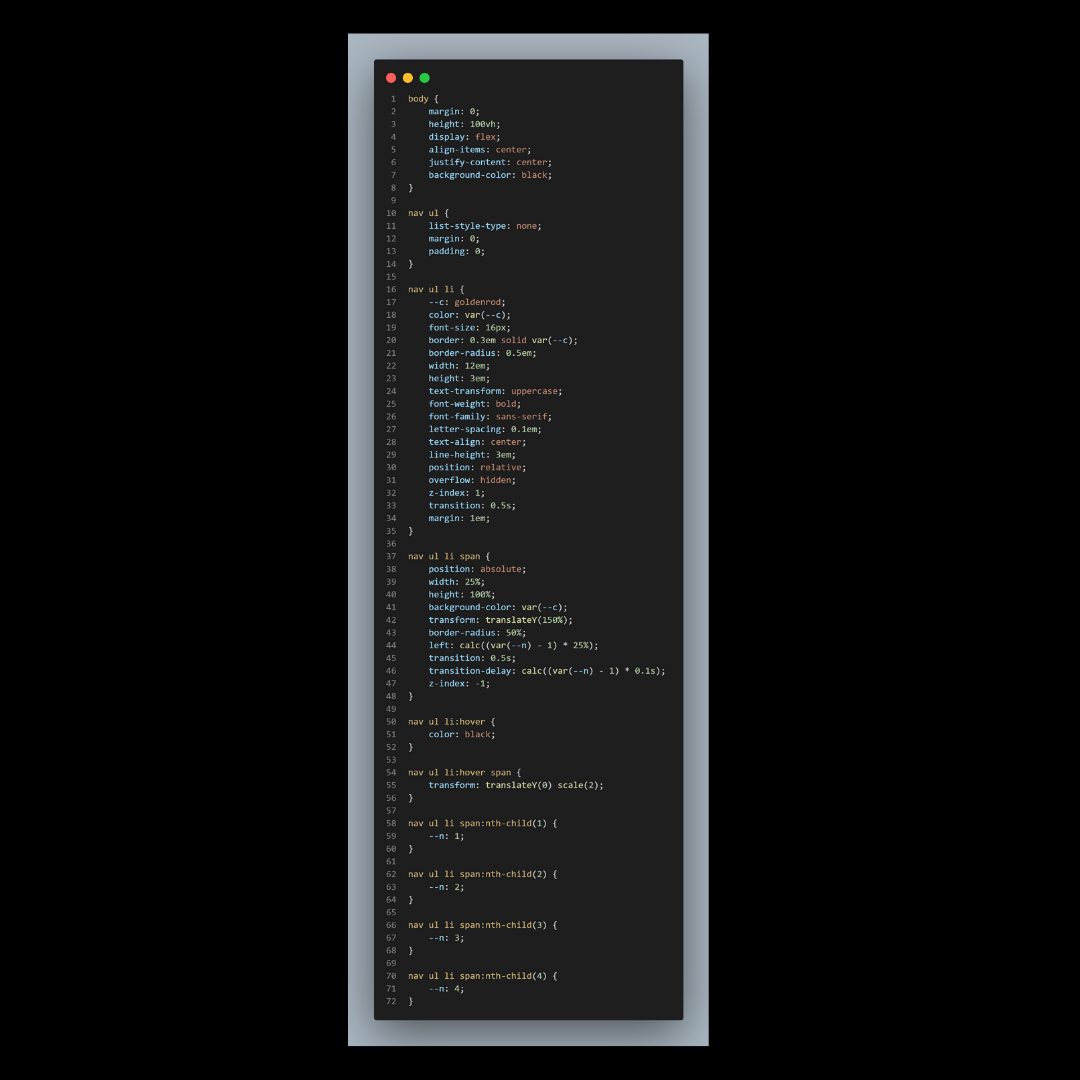 1 body {
2     margin: 0;
3     height: 100vh;
4     display: flex;
5     align-items: center;
6     justify-content: center;
7     background-color: black;
8 }
9
10 nav ul {
11     list-style-type: none;
12     margin: 0;
13     padding: 0;
14 }
15
16 nav ul li {
17     --c: goldenrod;
18     color: var(--c);
19     font-size: 16px;
20     border: 0.3em solid var(--c);
21     border-radius: 0.5em;
22     width: 12em;
23     height: 3em;
24     text-transform: uppercase;
25     font-weight: bold;
26     font-family: sans-serif;
27     letter-spacing: 0.1em;
28     text-align: center;
29     line-height: 3em;
30     position: relative;
31     overflow: hidden;
32     z-index: 1;
33     transition: 0.5s;
34     margin: 1em;
35 }
36
37 nav ul li span {
38     position: absolute;
39     width: 25%;
40     height: 100%;
41     background-color: var(--c);
42     transform: translateY(150%);
43     border-radius: 50%;
44     left: calc((var(--n) - 1) * 25%);
45     transition: 0.5s;
46     transition-delay: calc((var(--n) - 1) * 0.1s);
47     z-index: -1;
48 }
49
50 nav ul li:hover {
51     color: black;
52 }
53
54 nav ul li:hover span {
55     transform: translateY(0) scale(2);
56 }
57
58 nav ul li span:nth-child(1) {
59     --n: 1;
60 }
61
62 nav ul li span:nth-child(2) {
63     --n: 2;
64 }
65
66 nav ul li span:nth-child(3) {
67     --n: 3;
68 }
69
70 nav ul li span:nth-child(4) {
71     --n: 4;
72 }